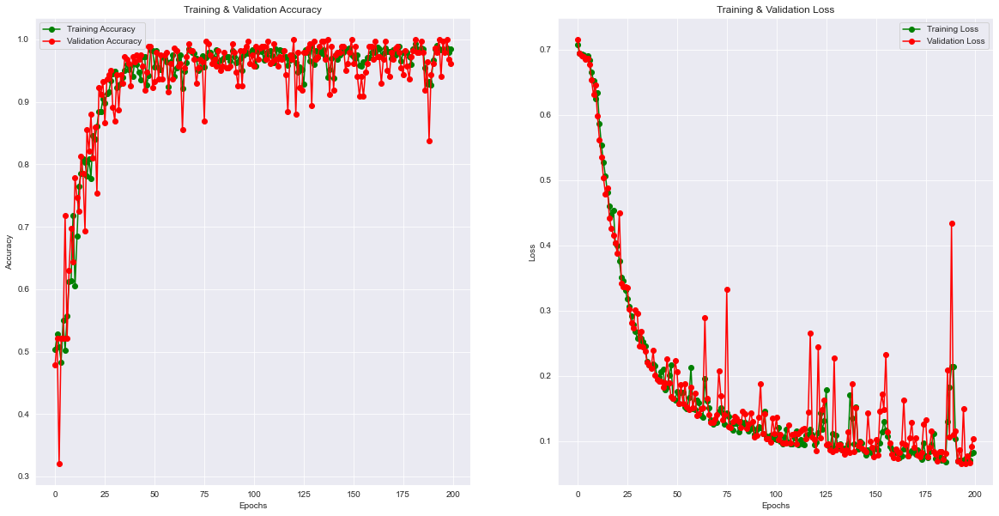 Training & Validation Accuracy
Training Accuracy
Validation Accuracy
1.0
0.9
0.8
0.7
0.6
0.5
0.4
0.3
Accuracy
0 25 50 75 100 125 150 175 200
Epochs
Training & Validation Loss
Training Loss
Validation Loss
0.7
0.6
0.5
0.4
0.3
0.2
0.1
Loss
0 25 50 75 100 125 150 175 200
Epochs